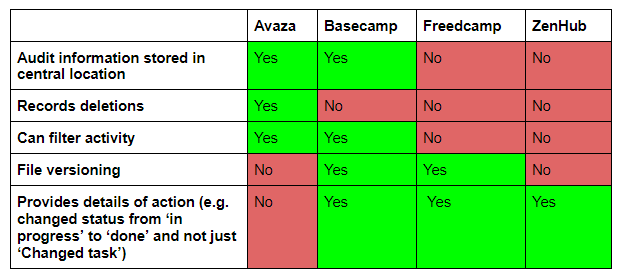 Avaza Basecamp Freedcamp ZenHub
Audit information stored in Yes Yes No No
central location
Records deletions Yes No No No
Can filter activity Yes Yes No No
File versioning No Yes Yes No
Provides details of action (e.g. No Yes Yes Yes
changed status from ‘in
progress’ to ‘done’ and not just
‘Changed task’)